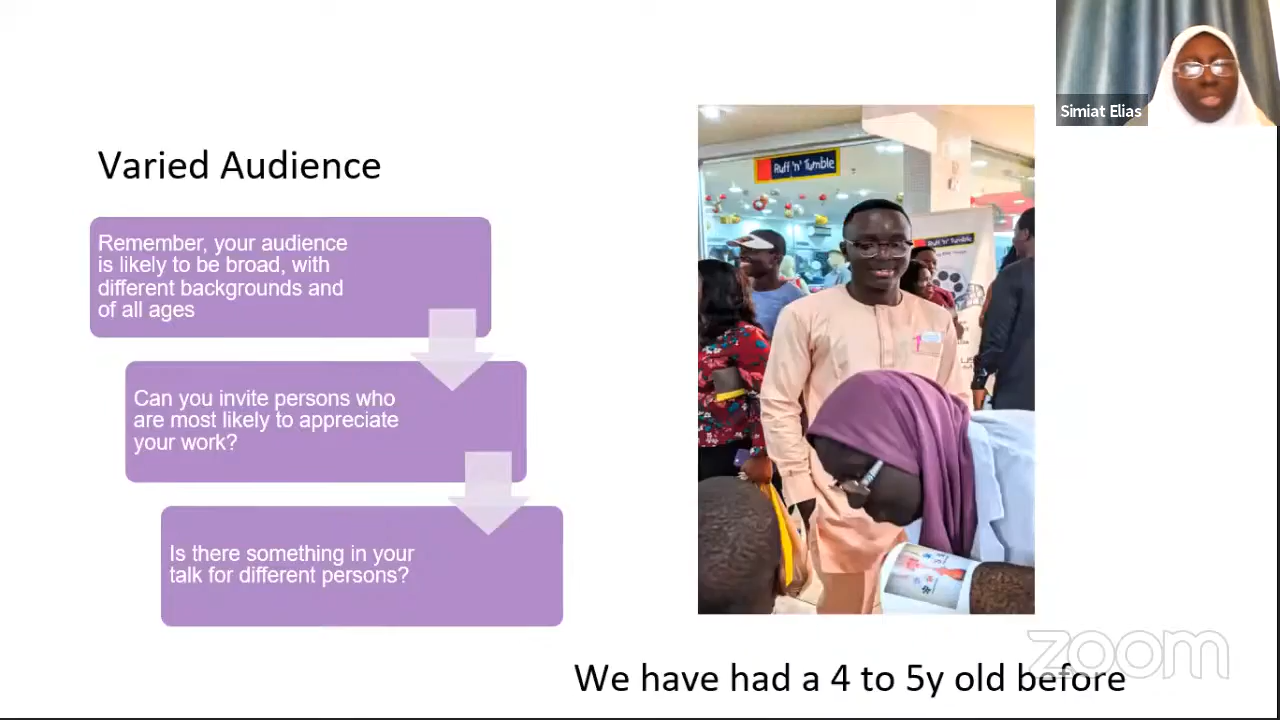 Simiat Elias
Varied Audience
Remember, your audience
is likely to be broad, with
different backgrounds and
of all ages
Can you invite persons who
are most likely to appreciate
your work?
Is there something in your
talk for different persons?
Ruff 'n' Tumble
Ruff 'n' Tumble
We have had a 4 to 5y old before
zoom